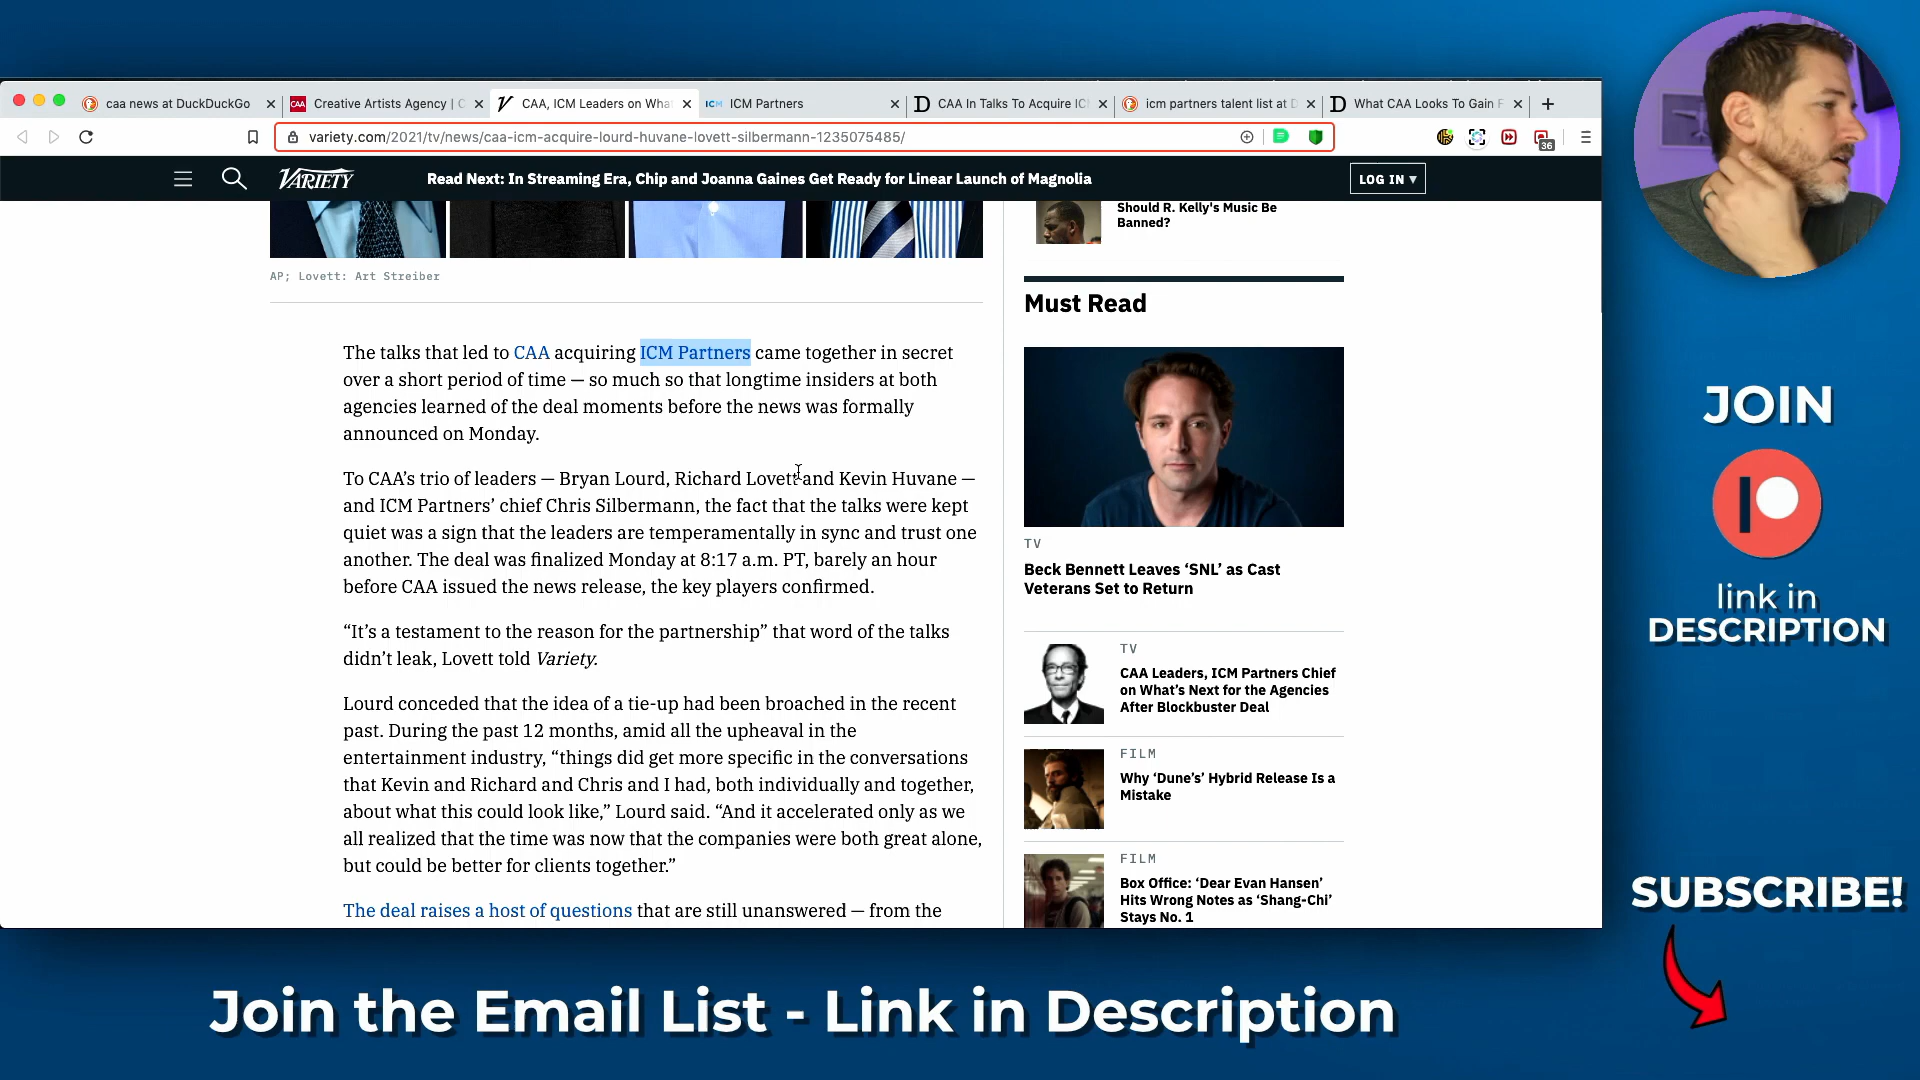 caa news at DuckDuckGo
CAA
Creative Artists Agency | C
CAA, ICM Leaders on Wha
ICM
ICM Partners
CAA In Talks To Acquire IC
icm partners talent list at D
What CAA Looks To Gain F
variety.com/2021/tv/news/caa-icm-acquire-lourd-huvane-lovett-silbermann-1235075485/
36
VARIETY
Read Next: In Streaming Era, Chip and Joanna Gaines Get Ready for Linear Launch of Magnolia
LOG IN ▾
AP; Lovett: Art Streiber
The talks that led to CAA acquiring ICM Partners came together in secret
over a short period of time — so much so that longtime insiders at both
agencies learned of the deal moments before the news was formally
announced on Monday.
To CAA’s trio of leaders — Bryan Lourd, Richard Lovett and Kevin Huvane —
and ICM Partners’ chief Chris Silbermann, the fact that the talks were kept
quiet was a sign that the leaders are temperamentally in sync and trust one
another. The deal was finalized Monday at 8:17 a.m. PT, barely an hour
before CAA issued the news release, the key players confirmed.
“It’s a testament to the reason for the partnership” that word of the talks
didn’t leak, Lovett told Variety.
Lourd conceded that the idea of a tie-up had been broached in the recent
past. During the past 12 months, amid all the upheaval in the
entertainment industry, “things did get more specific in the conversations
that Kevin and Richard and Chris and I had, both individually and together,
about what this could look like,” Lourd said. “And it accelerated only as we
all realized that the time was now that the companies were both great alone,
but could be better for clients together.”
The deal raises a host of questions that are still unanswered — from the
Should R. Kelly's Music Be
Banned?
Must Read
TV
Beck Bennett Leaves ‘SNL’ as Cast
Veterans Set to Return
TV
CAA Leaders, ICM Partners Chief
on What’s Next for the Agencies
After Blockbuster Deal
FILM
Why ‘Dune’s’ Hybrid Release Is a
Mistake
FILM
Box Office: ‘Dear Evan Hansen’
Hits Wrong Notes as ‘Shang-Chi’
Stays No. 1
JOIN
link in
DESCRIPTION
SUBSCRIBE!
Join the Email List - Link in Description